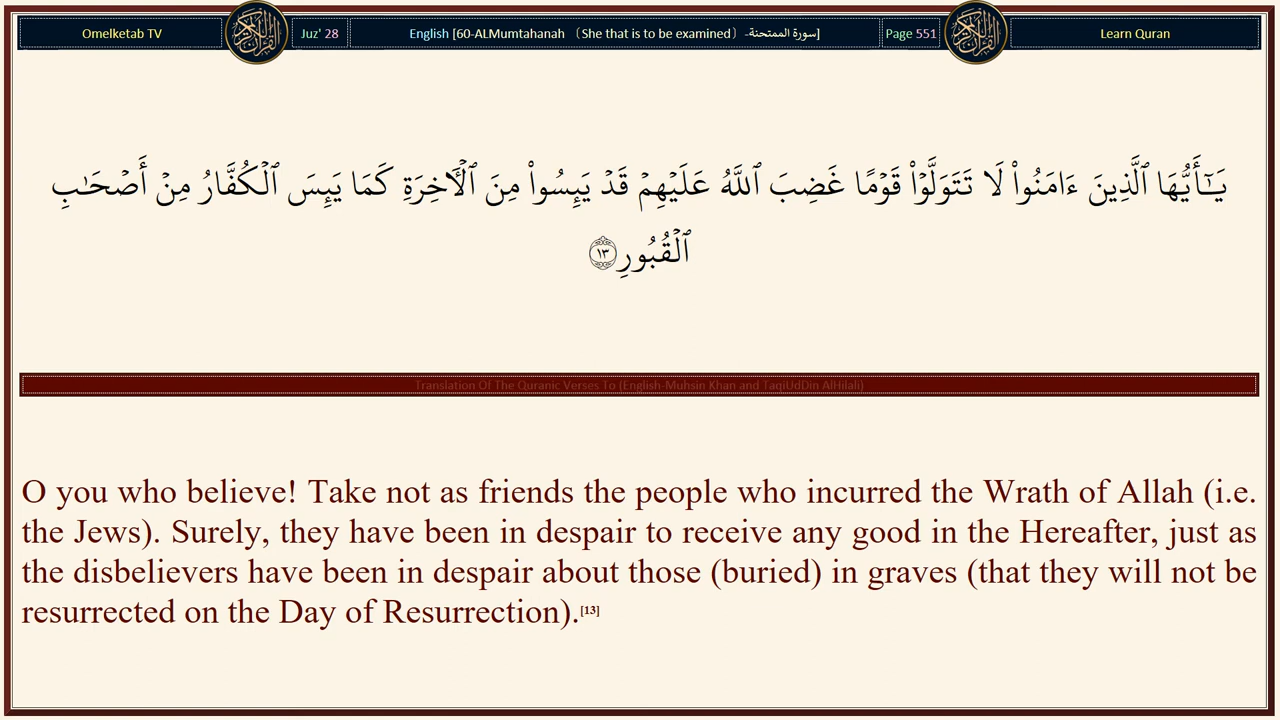 Omelketab TV
Juz' 28
English [60-ALMumtahanah 〔She that is to be examined〕 -سورة الممتحنة]
Page 551
Learn Quran
يَـٰٓأَيُّهَا ٱلَّذِينَ ءَامَنُوا۟ لَا تَتَوَلَّوْا۟ قَوْمًا غَضِبَ ٱللَّهُ عَلَيْهِمْ قَدْ يَئِسُوا۟ مِنَ ٱلْـَٔاخِرَةِ كَمَا يَئِسَ ٱلْكُفَّارُ مِنْ أَصْحَـٰبِ
ٱلْقُبُورِ ١٣
Translation Of The Quranic Verses To (English-Muhsin Khan and TaqiUdDin AlHilali)
O you who believe! Take not as friends the people who incurred the Wrath of Allah (i.e.
the Jews). Surely, they have been in despair to receive any good in the Hereafter, just as
the disbelievers have been in despair about those (buried) in graves (that they will not be
resurrected on the Day of Resurrection).[13]